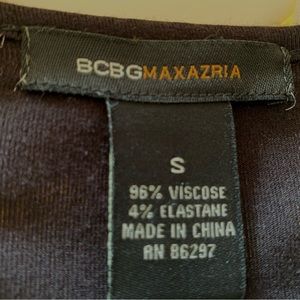 BCBGMAXAZRIA
S
96% VISCOSE
4% ELASTANE
MADE IN CHINA
RN 86297